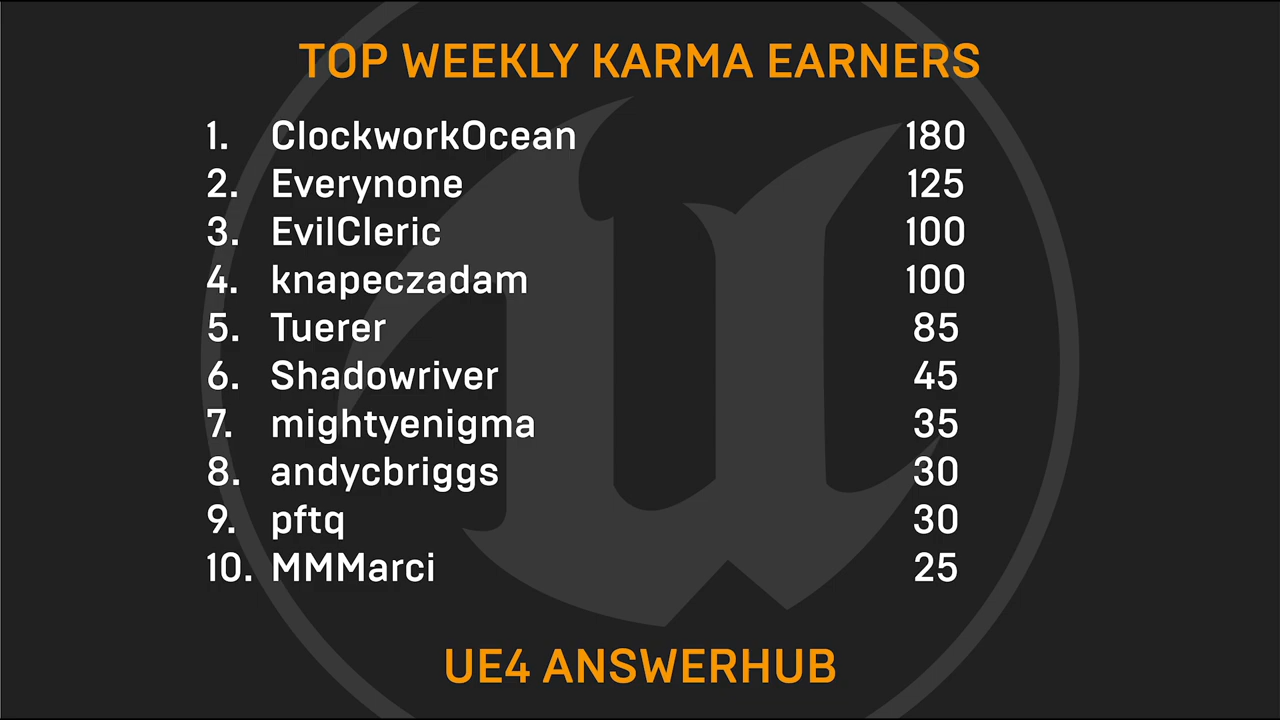 TOP WEEKLY KARMA EARNERS
1. ClockworkOcean 180
2. Everynone 125
3. EvilCleric 100
4. knapeczadam 100
5. Tuerer 85
6. Shadowriver 45
7. mightyenigma 35
8. andycbriggs 30
9. pftq 30
10. MMMarci 25
UE4 ANSWERHUB